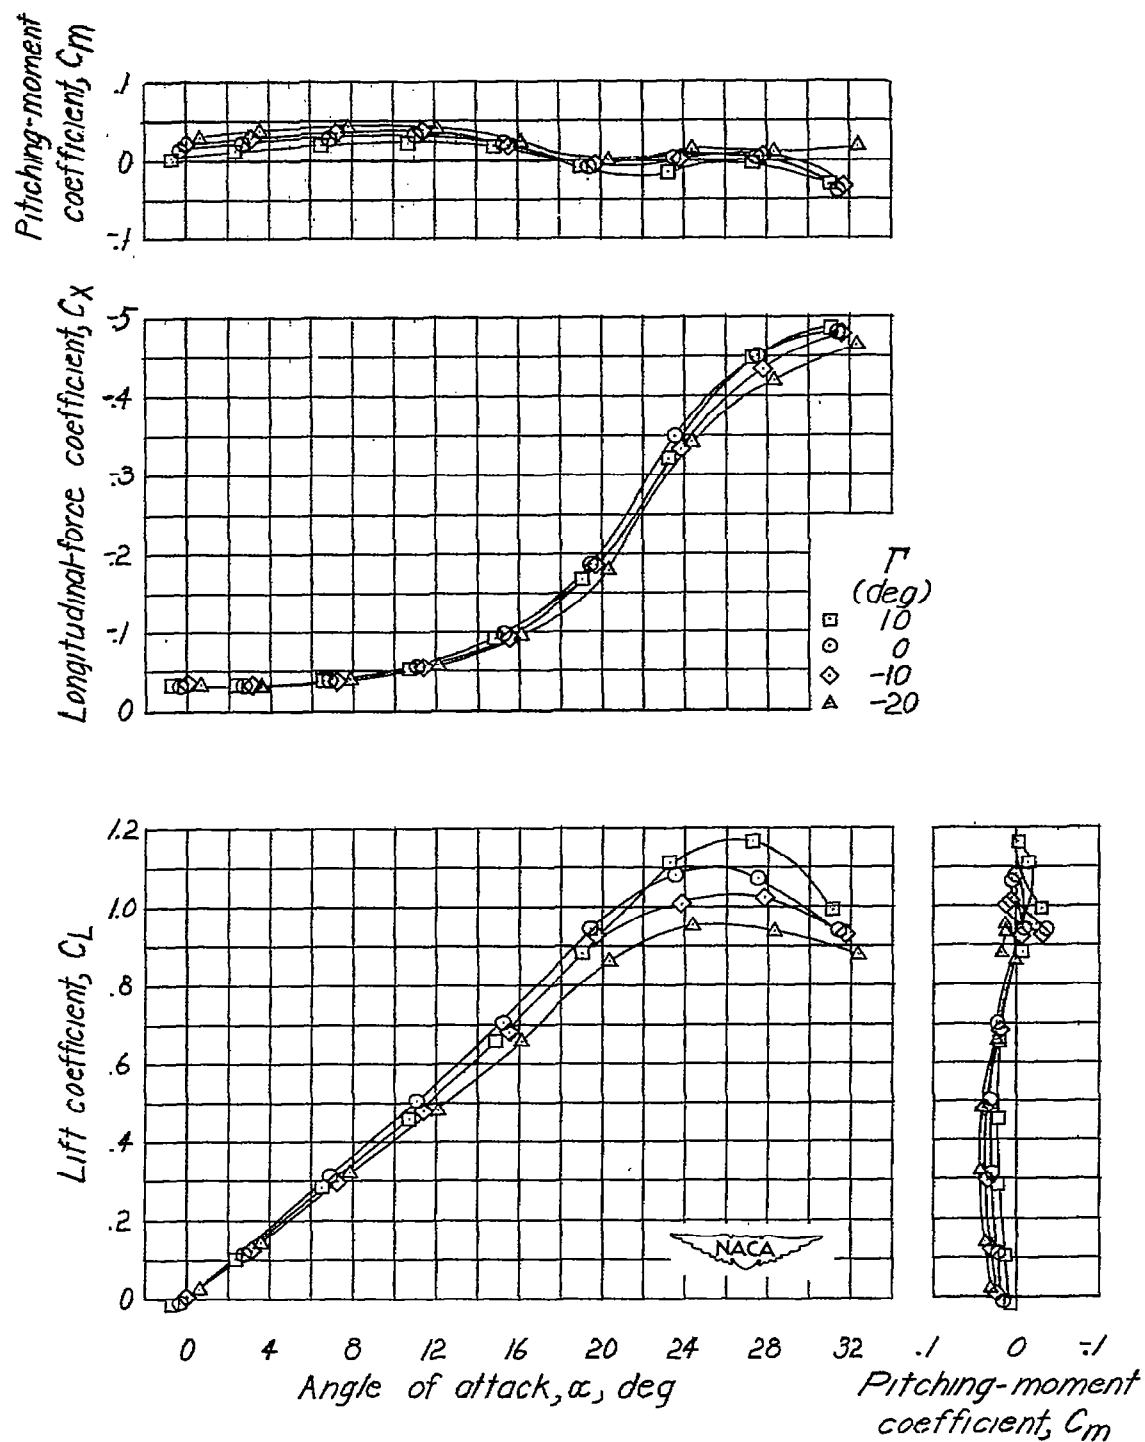 Pitching-moment
coefficient, Cm
.1
0
-.1
Longitudinal-force coefficient, Cx
-.5
-.4
-.3
-.2
-.1
0
Γ
(deg)
10
0
-10
-20
Lift coefficient, CL
1.2
1.0
.8
.6
.4
.2
0
NACA
0 4 8 12 16 20 24 28 32
Angle of attack, α, deg
.1 0 -.1
Pitching-moment
coefficient, Cm